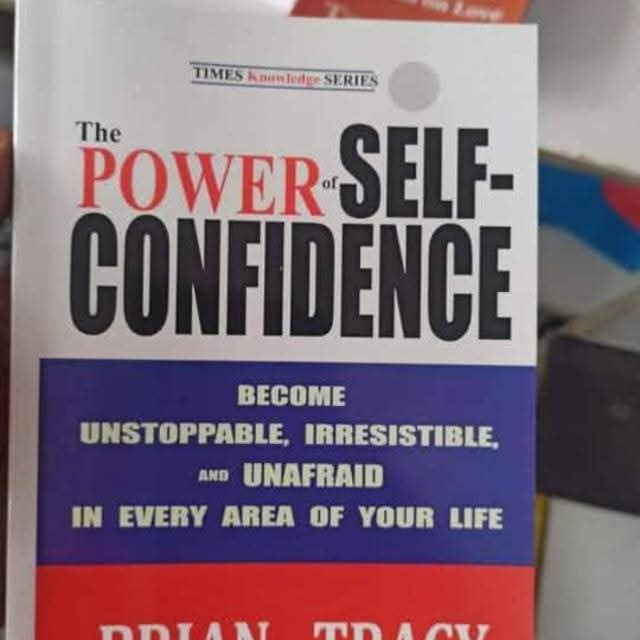 on Love
TIMES Knowledge SERIES
The
POWER of SELF-
CONFIDENCE
BECOME
UNSTOPPABLE, IRRESISTIBLE,
AND UNAFRAID
IN EVERY AREA OF YOUR LIFE
BRIAN TRACY